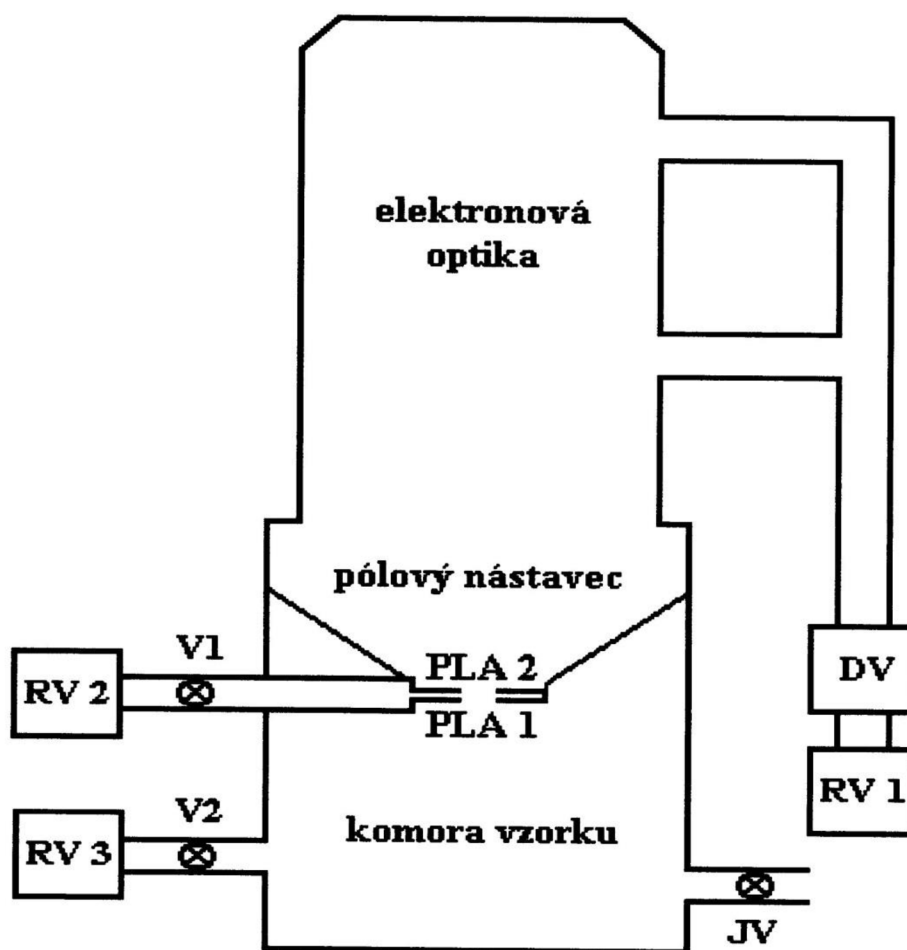 elektronová
optika
pólový nástavec
V1
PLA 2
RV 2
DV
PLA 1
V2
RV 1
komora vzorku
RV 3
JV